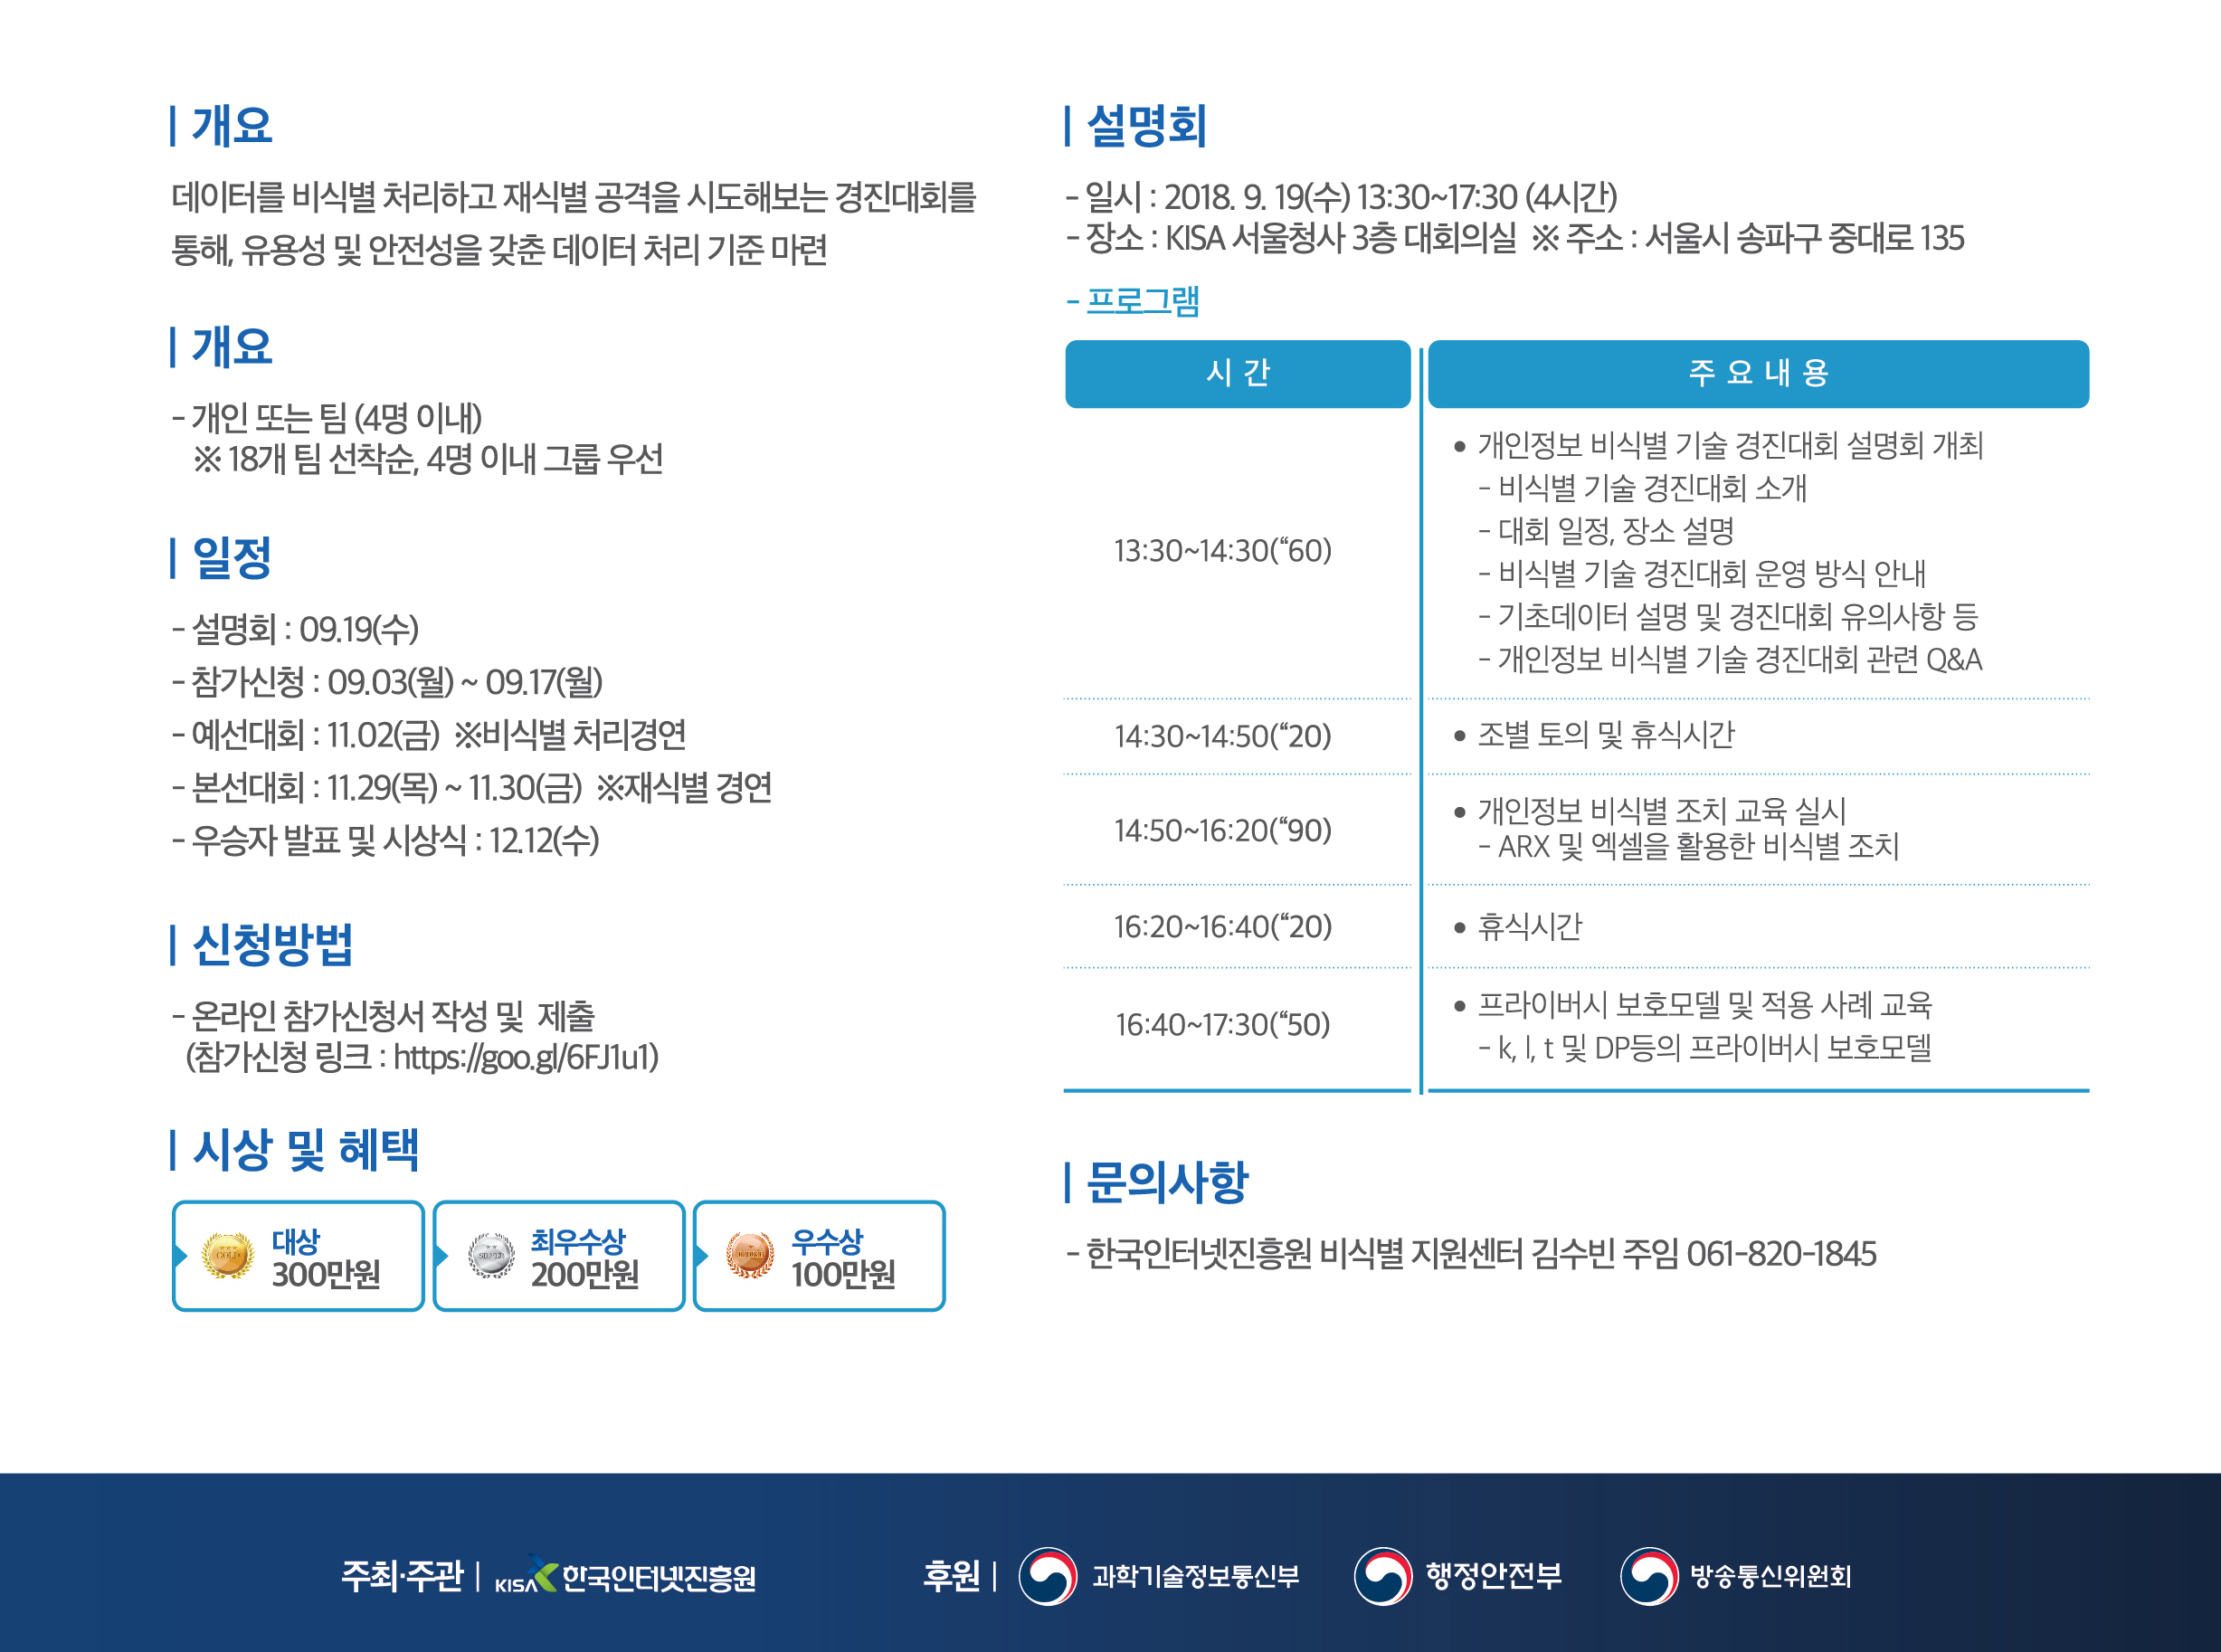 개요
데이터를 비식별 처리하고 재식별 공격을 시도해보는 경진대회를
통해, 유용성 및 안전성을 갖춘 데이터 처리 기준 마련
개요
- 개인 또는 팀 (4명 이내)
※ 18개 팀 선착순, 4명 이내 그룹 우선
일정
- 설명회 : 09.19(수)
- 참가신청 : 09.03(월) ~ 09.17(월)
- 예선대회 : 11.02(금) ※비식별 처리경연
- 본선대회 : 11.29(목) ~ 11.30(금) ※재식별 경연
- 우승자 발표 및 시상식 : 12.12(수)
신청방법
- 온라인 참가신청서 작성 및 제출
(참가신청 링크 : https://goo.gl/6FJ1u1)
시상 및 혜택
GOLD
대상
300만원
SILVER
최우수상
200만원
BRONZE
우수상
100만원
설명회
- 일시 : 2018. 9. 19(수) 13:30~17:30 (4시간)
- 장소 : KISA 서울청사 3층 대회의실 ※ 주소 : 서울시 송파구 중대로 135
- 프로그램
시 간
주 요 내 용
13:30~14:30(“60)
• 개인정보 비식별 기술 경진대회 설명회 개최
- 비식별 기술 경진대회 소개
- 대회 일정, 장소 설명
- 비식별 기술 경진대회 운영 방식 안내
- 기초데이터 설명 및 경진대회 유의사항 등
- 개인정보 비식별 기술 경진대회 관련 Q&A
14:30~14:50(“20)
• 조별 토의 및 휴식시간
14:50~16:20(“90)
• 개인정보 비식별 조치 교육 실시
- ARX 및 엑셀을 활용한 비식별 조치
16:20~16:40(“20)
• 휴식시간
16:40~17:30(“50)
• 프라이버시 보호모델 및 적용 사례 교육
- k, l, t 및 DP등의 프라이버시 보호모델
문의사항
- 한국인터넷진흥원 비식별 지원센터 김수빈 주임 061-820-1845
주최·주관 | KISA 한국인터넷진흥원
후원 | 과학기술정보통신부 행정안전부 방송통신위원회